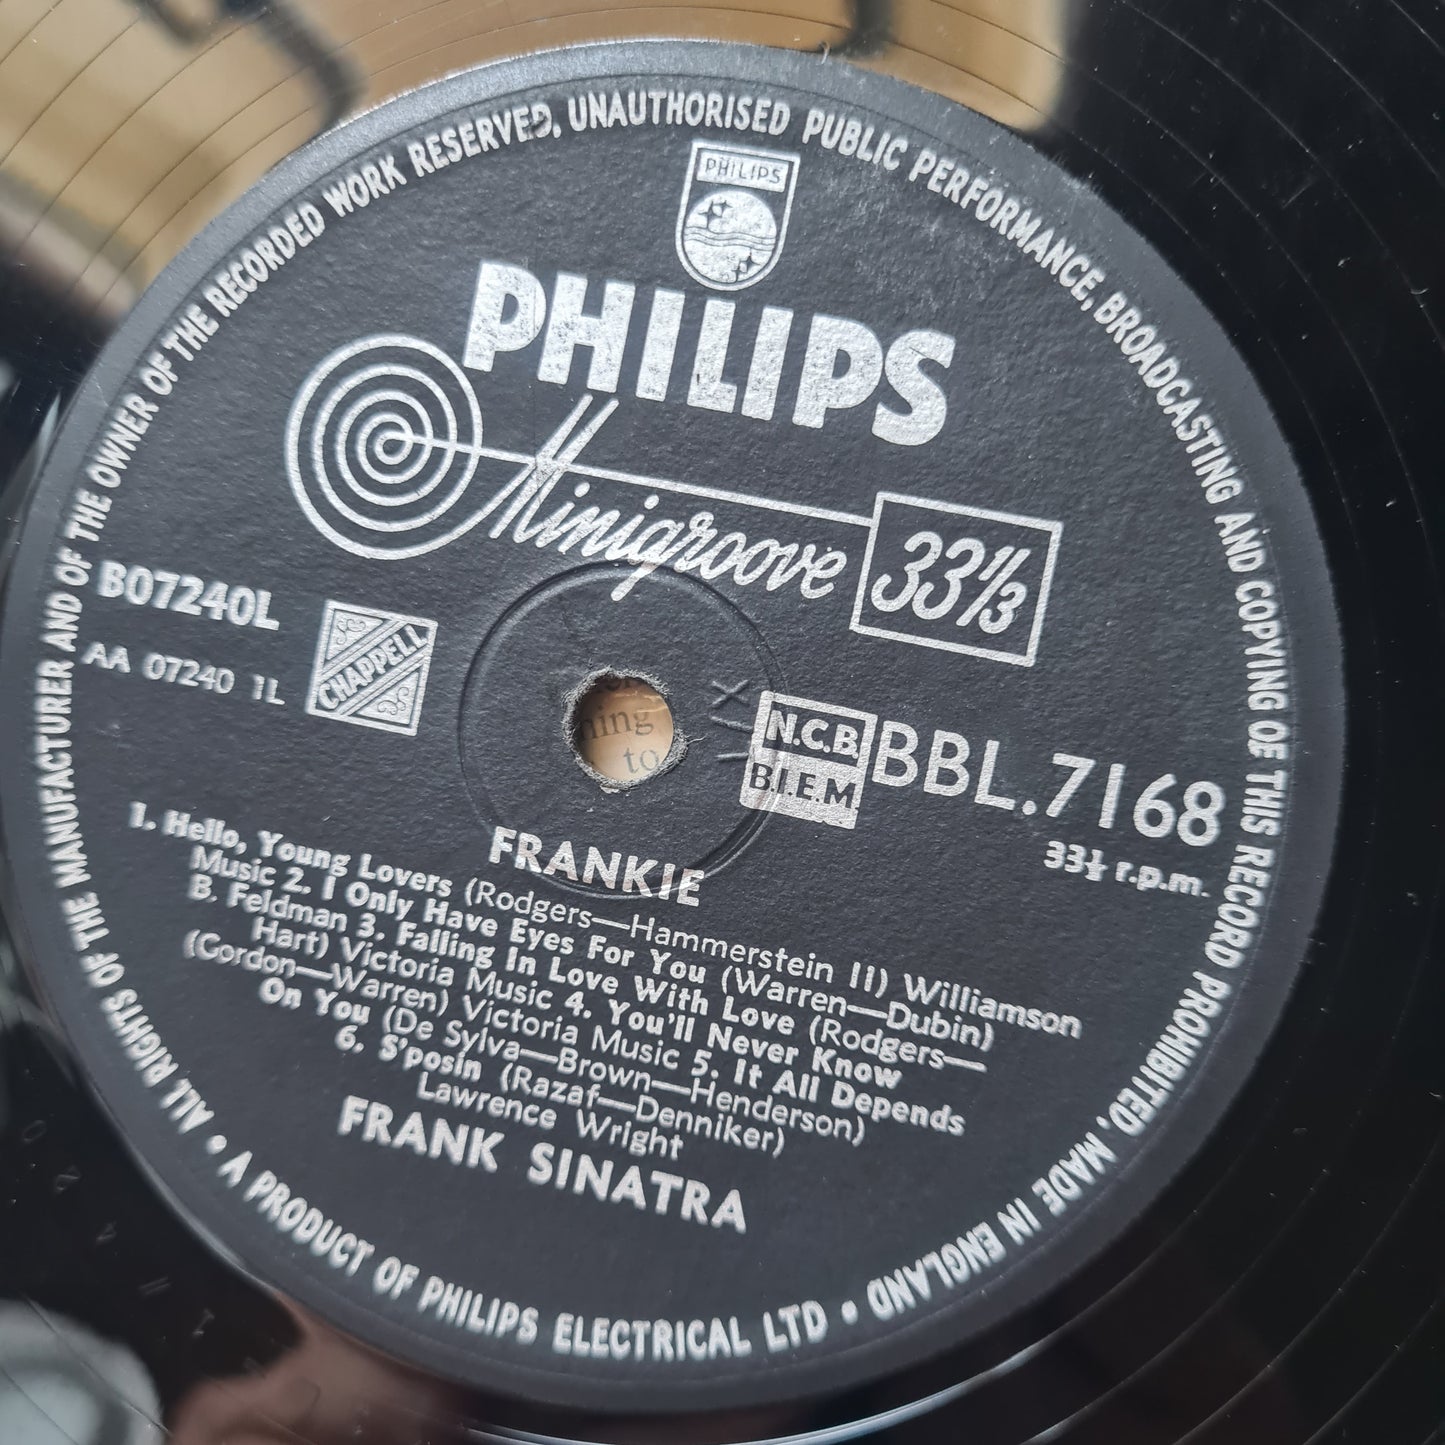 ALL RIGHTS OF THE MANUFACTURER AND OF THE OWNER OF THE RECORDED WORK RESERVED, UNAUTHORISED PUBLIC PERFORMANCE, BROADCASTING AND COPYING OF THIS RECORD PROHIBITED. MADE IN ENGLAND •
PHILIPS
PHILIPS
Minigroove 33 1/3
B07240L
AA 07240 1L
CHAPPELL
N.C.B.
B.I.E.M.
BBL.7168
33⅓ r.p.m.
ning
to
FRANKIE
1. Hello, Young Lovers (Rodgers—Hammerstein II) Williamson
Music 2. I Only Have Eyes For You (Warren—Dubin)
B. Feldman 3. Falling In Love With Love (Rodgers—
Hart) Victoria Music 4. You'll Never Know
(Gordon—Warren) Victoria Music 5. It All Depends
On You (De Sylva—Brown—Henderson)
6. S'posin (Razaf—Denniker)
Lawrence Wright
FRANK SINATRA
• A PRODUCT OF PHILIPS ELECTRICAL LTD